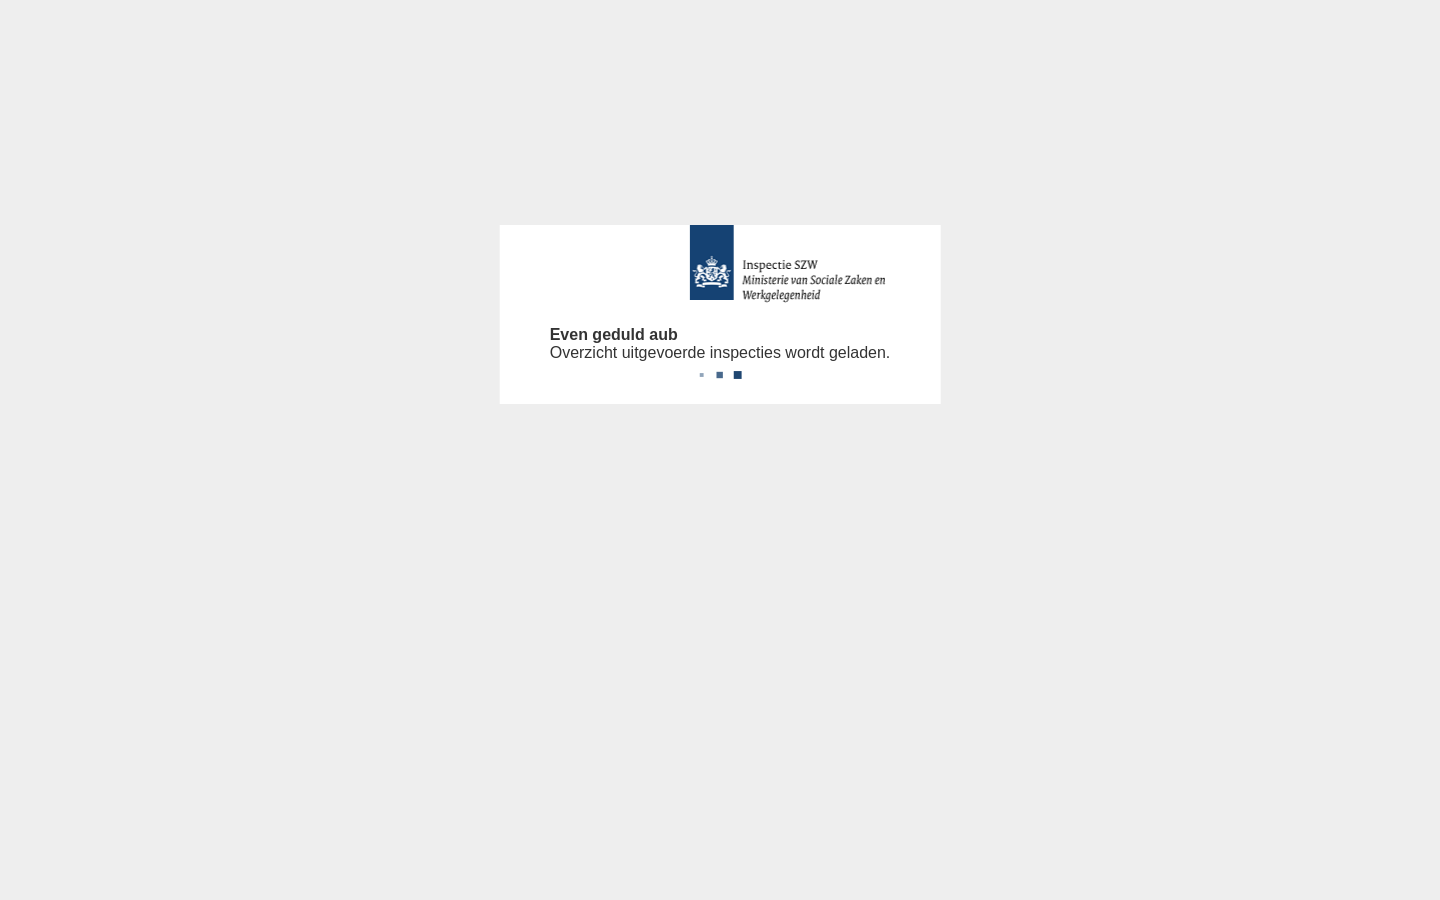 Inspectie SZW
Ministerie van Sociale Zaken en
Werkgelegenheid
Even geduld aub
Overzicht uitgevoerde inspecties wordt geladen.